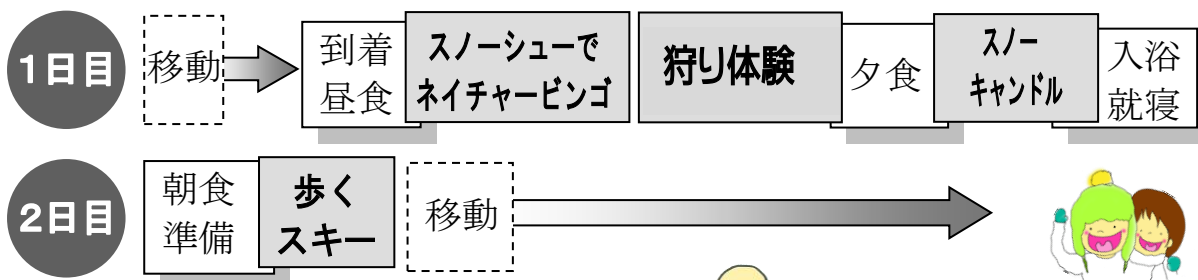 1日目
移動
到着
昼食
スノーシューで
ネイチャービンゴ
狩り体験
夕食
スノー
キャンドル
入浴
就寝
2日目
朝食
準備
歩く
スキー
移動